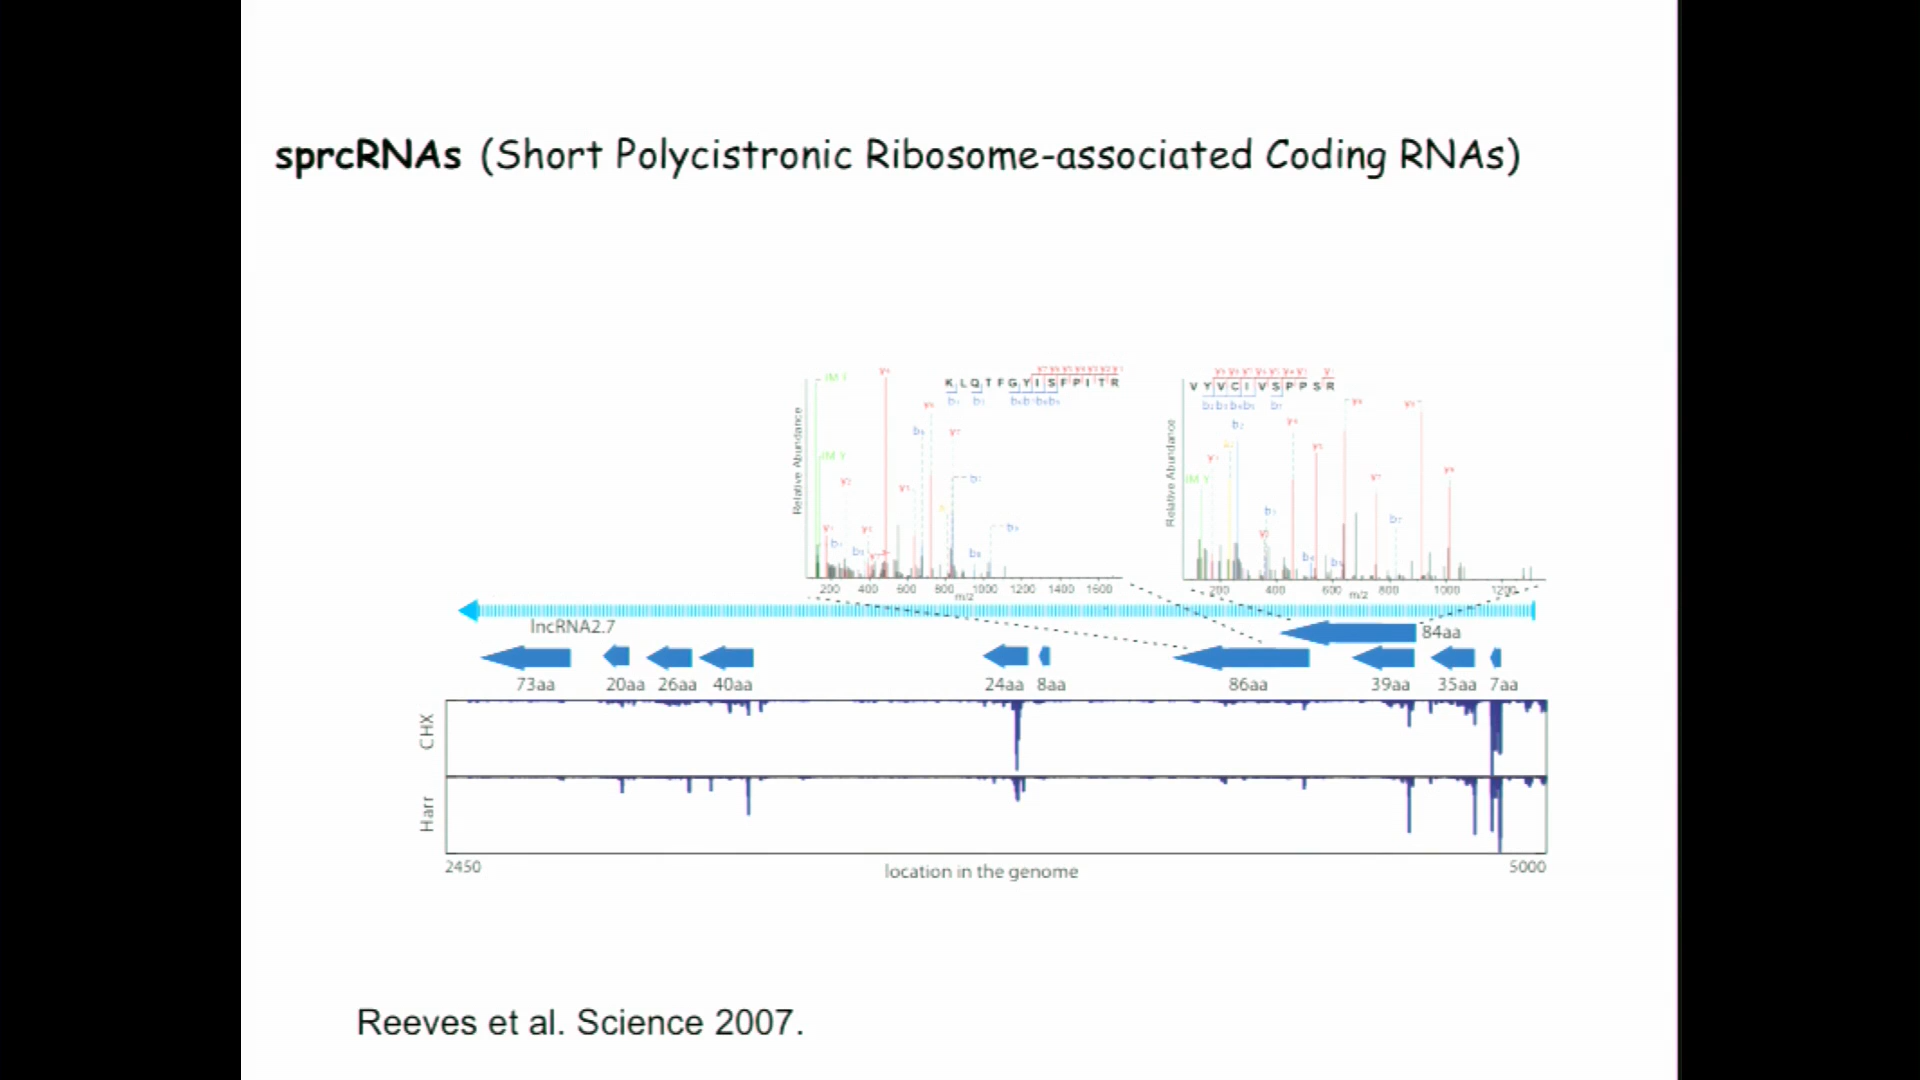 sprcRNAs (Short Polycistronic Ribosome-associated Coding RNAs)
K L Q T F G Y I S F P I T R
V Y V C I V S P P S R
Relative Abundance
Relative Abundance
IM Y
IM Y
200 400 600 800 1000 1200 1400 1600
m/z
200 400 600 800 1000 1200
m/z
lncRNA2.7
84aa
73aa 20aa 26aa 40aa 24aa 8aa 86aa 39aa 35aa 7aa
CHX
Harr
2450 5000
location in the genome
Reeves et al. Science 2007.